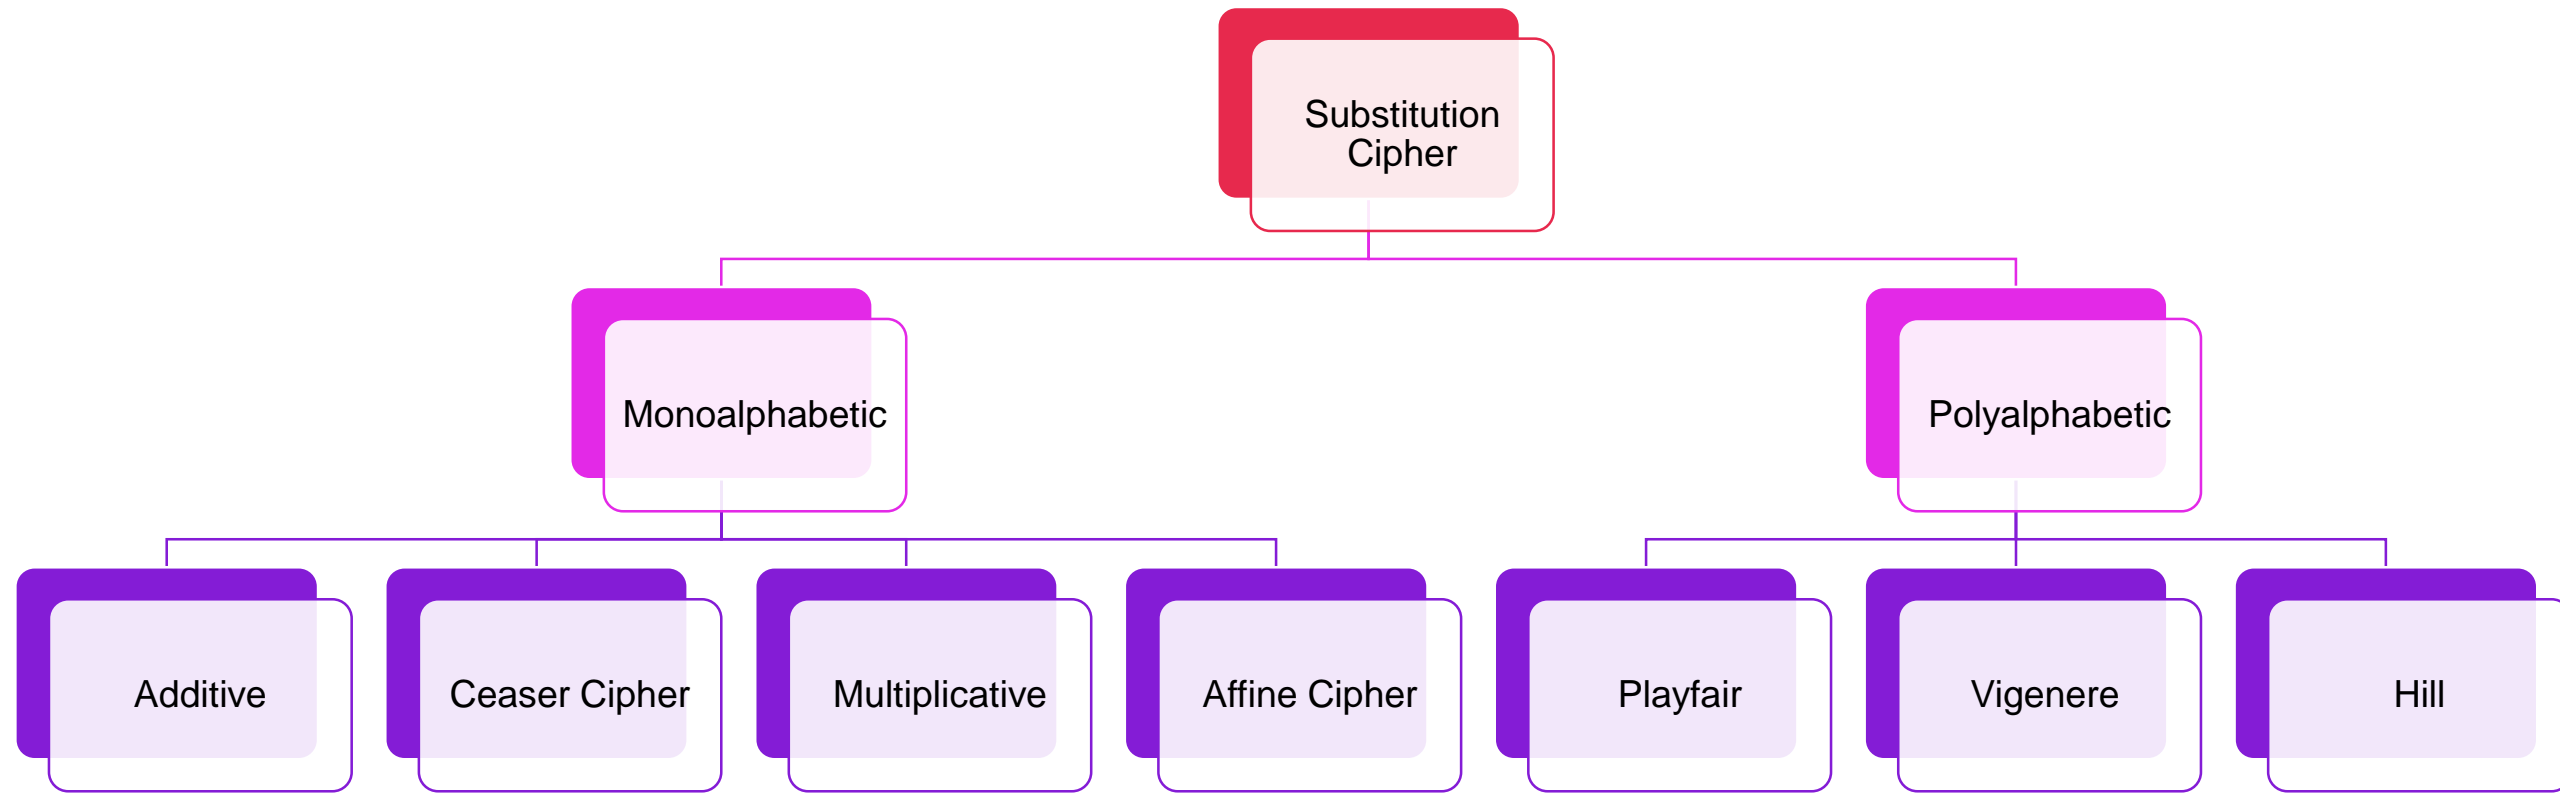 Substitution
Cipher
Monoalphabetic
Polyalphabetic
Additive
Ceaser Cipher
Multiplicative
Affine Cipher
Playfair
Vigenere
Hill